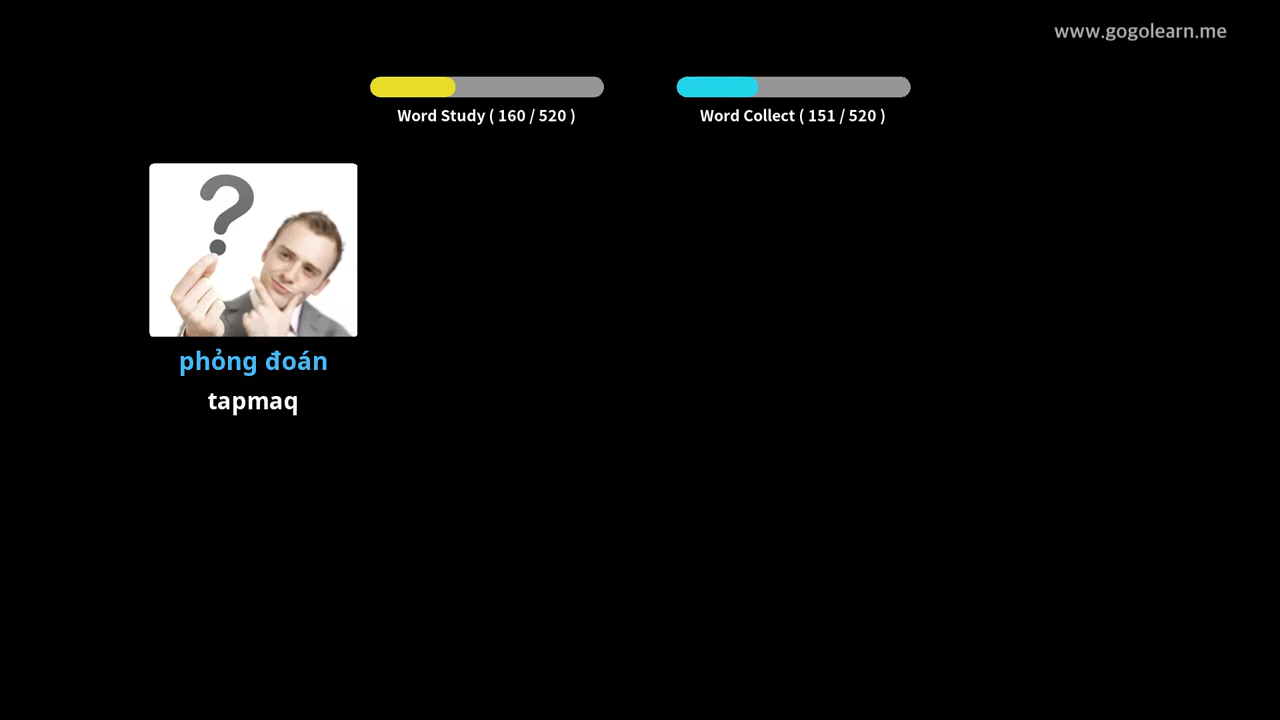 www.gogolearn.me
Word Study ( 160 / 520 )
Word Collect ( 151 / 520 )
phỏng đoán
tapmaq